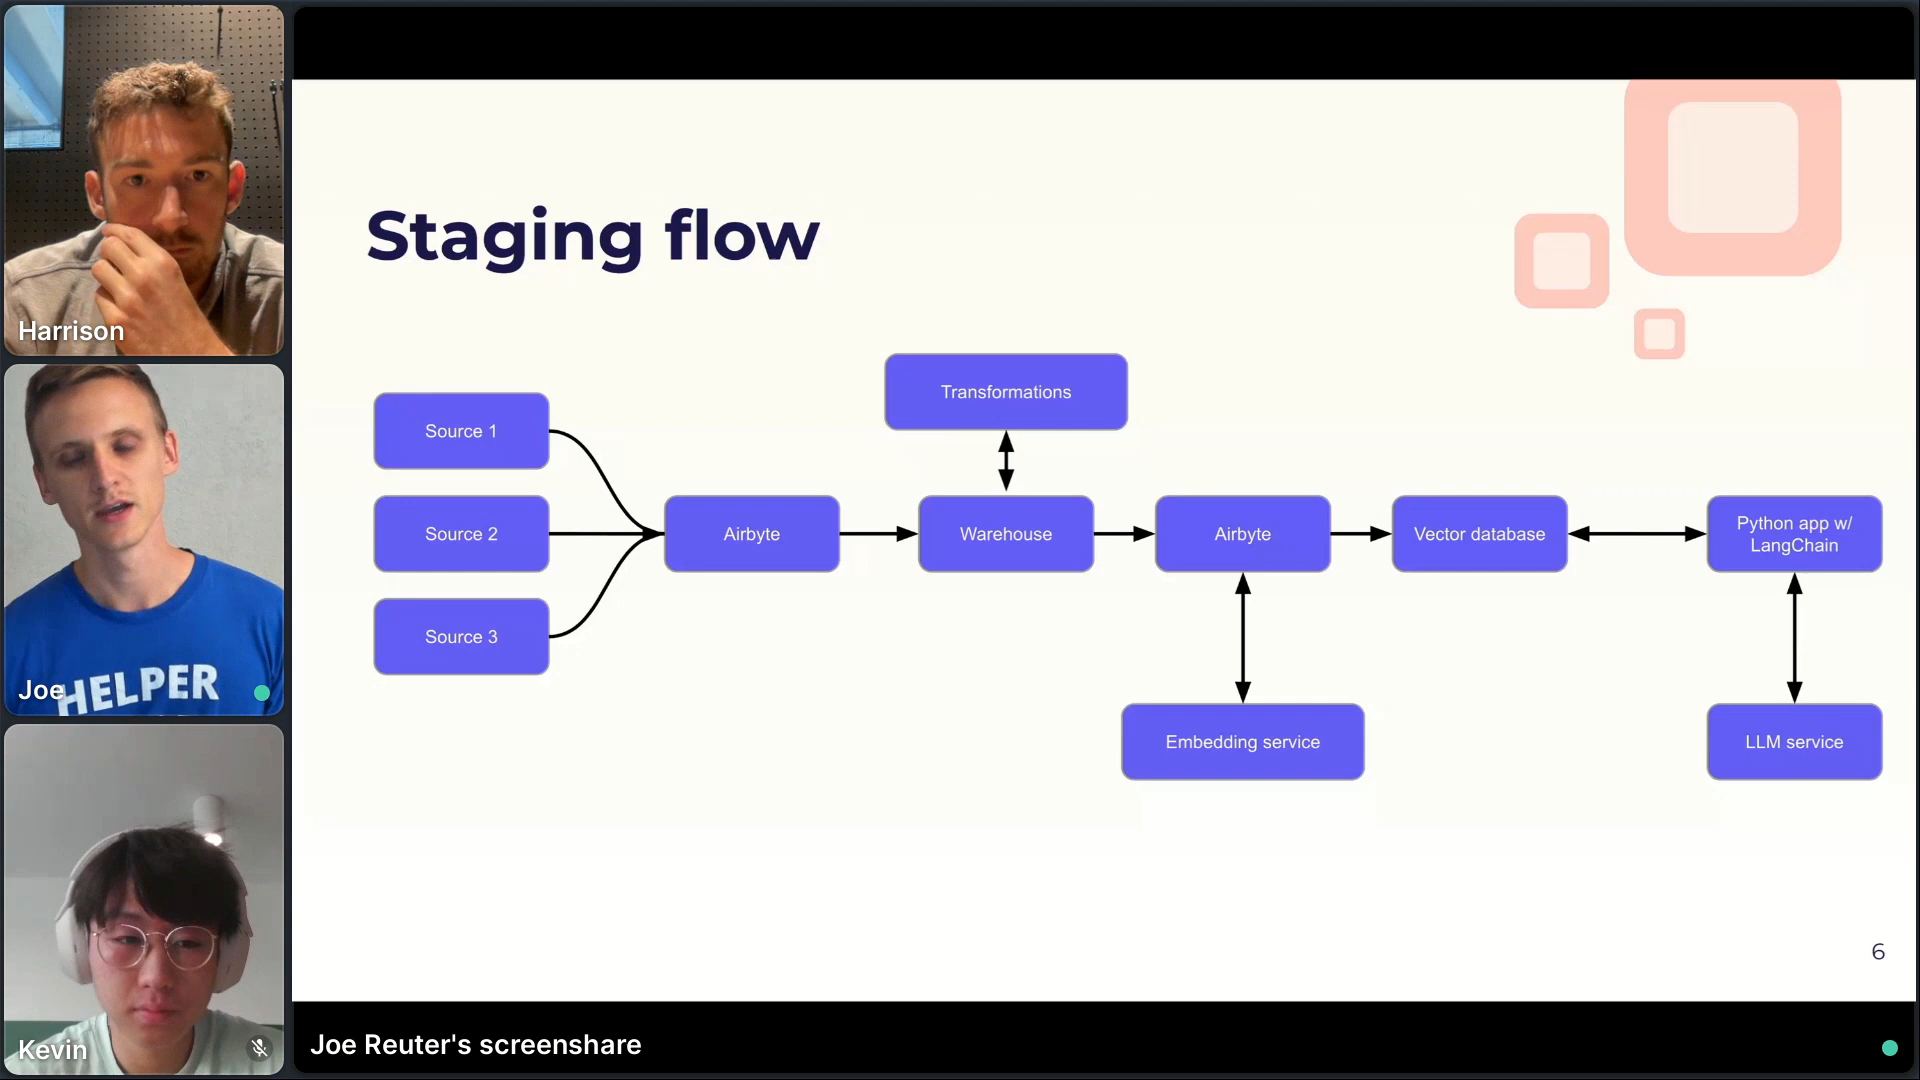 Harrison
Joe
HELPER
Kevin
Staging flow
Source 1
Source 2
Source 3
Airbyte
Transformations
Warehouse
Airbyte
Embedding service
Vector database
Python app w/
LangChain
LLM service
6
Joe Reuter's screenshare